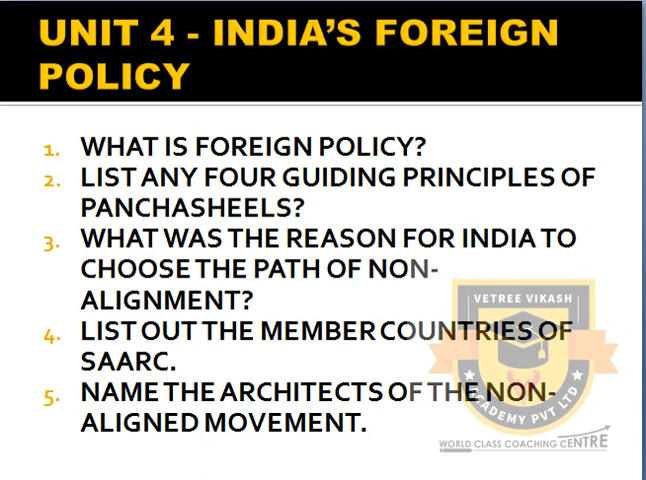 UNIT 4 - INDIA'S FOREIGN
POLICY
1. WHAT IS FOREIGN POLICY?
2. LIST ANY FOUR GUIDING PRINCIPLES OF
PANCHASHEELS?
3. WHAT WAS THE REASON FOR INDIA TO
CHOOSE THE PATH OF NON-
ALIGNMENT?
4. LIST OUT THE MEMBER COUNTRIES OF
SAARC.
5. NAME THE ARCHITECTS OF THE NON-
ALIGNED MOVEMENT.
VETREE VIKASH
ACADEMY PVT LTD
WORLD CLASS COACHING CENTRE